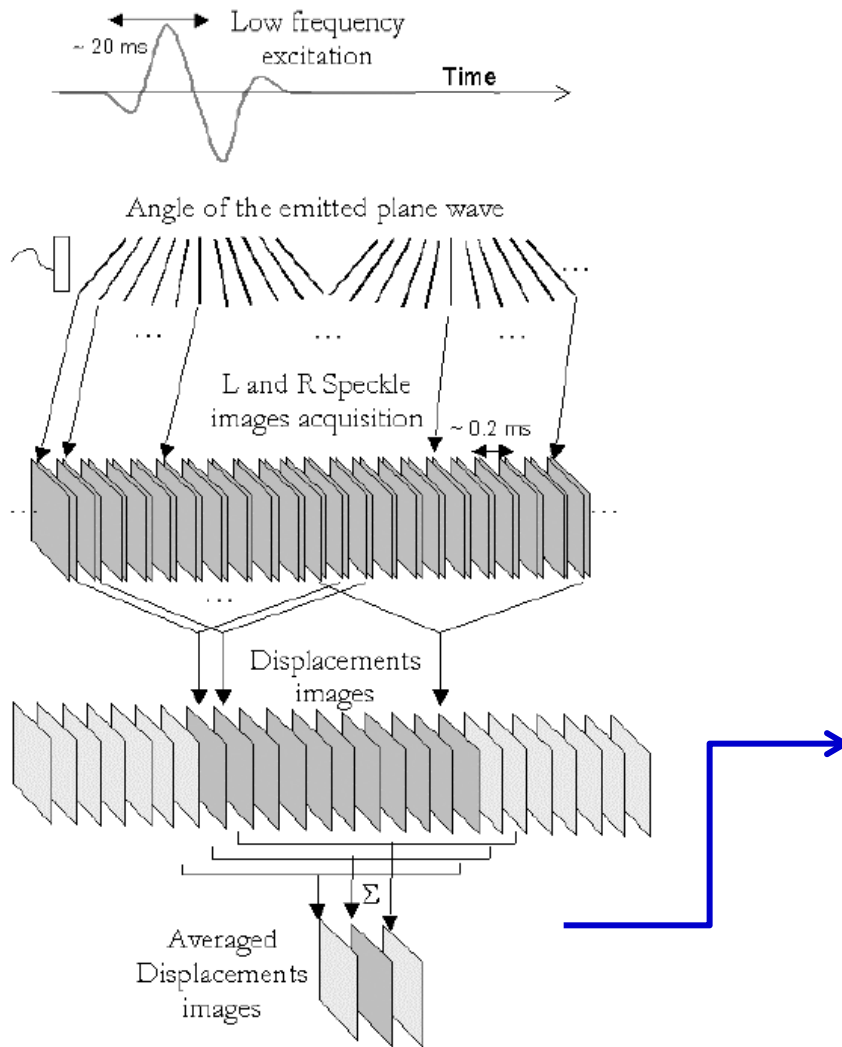 Low frequency
excitation
~ 20 ms
Time
Angle of the emitted plane wave
...
... ... ...
L and R Speckle
images acquisition
~ 0.2 ms
... ...
...
Displacements
images
Σ
Averaged
Displacements
images